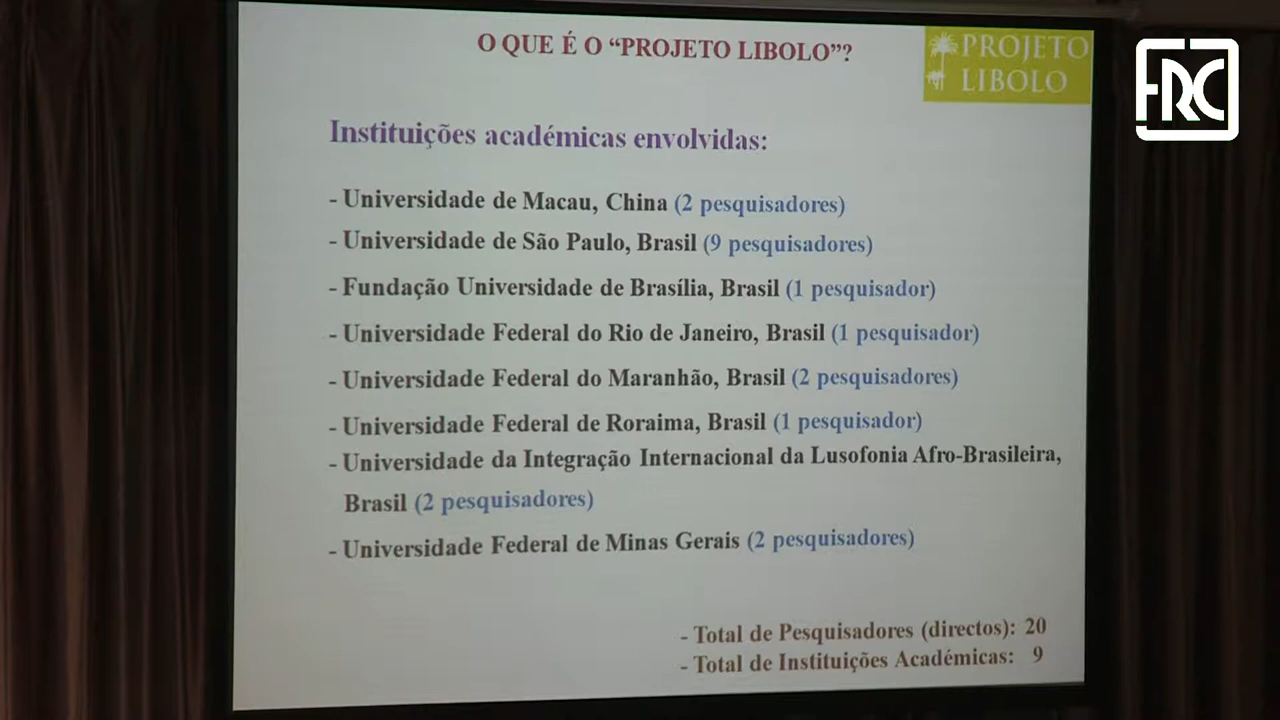 O QUE É O “PROJETO LIBOLO”?
PROJETO
LIBOLO
FRC
Instituições académicas envolvidas:
- Universidade de Macau, China (2 pesquisadores)
- Universidade de São Paulo, Brasil (9 pesquisadores)
- Fundação Universidade de Brasília, Brasil (1 pesquisador)
- Universidade Federal do Rio de Janeiro, Brasil (1 pesquisador)
- Universidade Federal do Maranhão, Brasil (2 pesquisadores)
- Universidade Federal de Roraima, Brasil (1 pesquisador)
- Universidade da Integração Internacional da Lusofonia Afro-Brasileira,
Brasil (2 pesquisadores)
- Universidade Federal de Minas Gerais (2 pesquisadores)
- Total de Pesquisadores (directos): 20
- Total de Instituições Académicas: 9